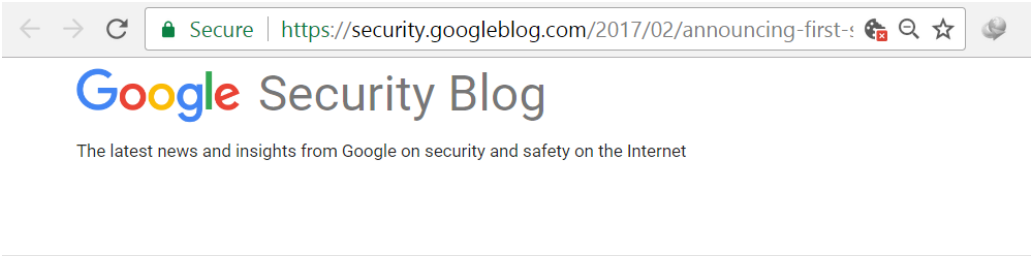 Secure | https://security.googleblog.com/2017/02/announcing-first-s
Google Security Blog
The latest news and insights from Google on security and safety on the Internet